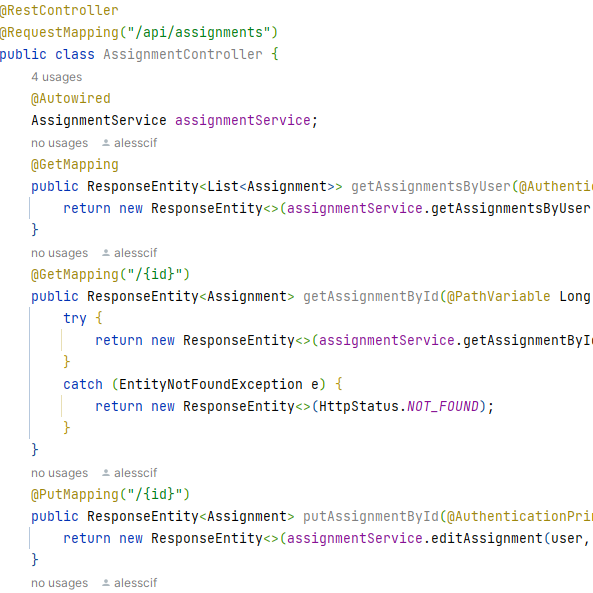 @RestController
@RequestMapping("/api/assignments")
public class AssignmentController {
4 usages
@Autowired
AssignmentService assignmentService;
no usages alesscif
@GetMapping
public ResponseEntity<List<Assignment>> getAssignmentsByUser(@Authentic
return new ResponseEntity<>(assignmentService.getAssignmentsByUser
}
no usages alesscif
@GetMapping("/{id}")
public ResponseEntity<Assignment> getAssignmentById(@PathVariable Long
try {
return new ResponseEntity<>(assignmentService.getAssignmentById
}
catch (EntityNotFoundException e) {
return new ResponseEntity<>(HttpStatus.NOT_FOUND);
}
}
no usages alesscif
@PutMapping("/{id}")
public ResponseEntity<Assignment> putAssignmentById(@AuthenticationPrin
return new ResponseEntity<>(assignmentService.editAssignment(user,
}
no usages alesscif